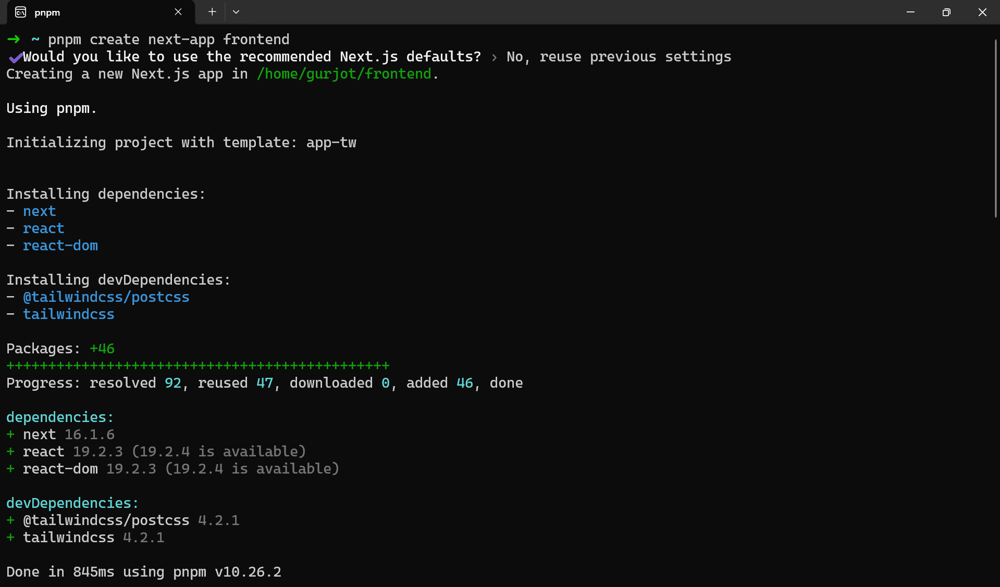 pnpm
➜ ~ pnpm create next-app frontend
✔Would you like to use the recommended Next.js defaults? › No, reuse previous settings
Creating a new Next.js app in /home/gurjot/frontend.
Using pnpm.
Initializing project with template: app-tw
Installing dependencies:
- next
- react
- react-dom
Installing devDependencies:
- @tailwindcss/postcss
- tailwindcss
Packages: +46
++++++++++++++++++++++++++++++++++++++++++++++
Progress: resolved 92, reused 47, downloaded 0, added 46, done
dependencies:
+ next 16.1.6
+ react 19.2.3 (19.2.4 is available)
+ react-dom 19.2.3 (19.2.4 is available)
devDependencies:
+ @tailwindcss/postcss 4.2.1
+ tailwindcss 4.2.1
Done in 845ms using pnpm v10.26.2